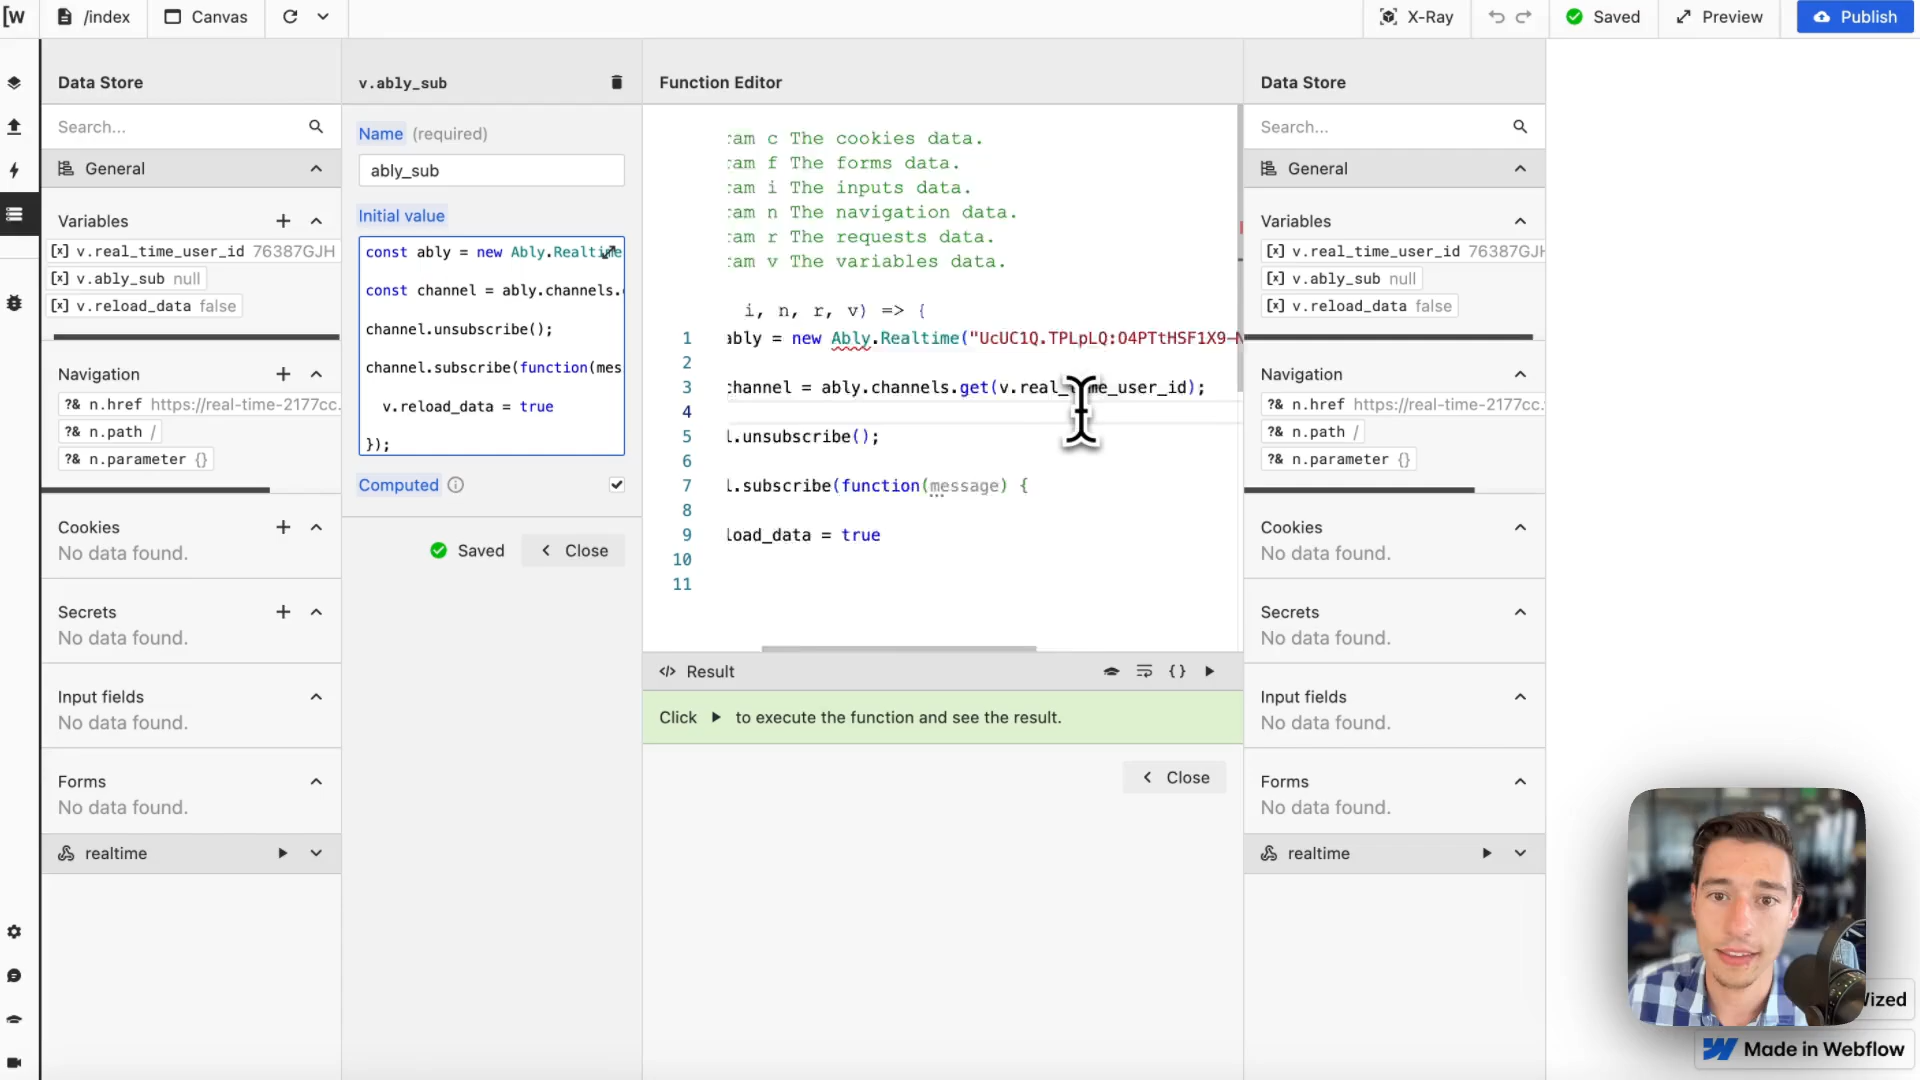 [W
/index
Canvas
X-Ray
Saved
Preview
Publish
Data Store
Search...
General
Variables
[x] v.real_time_user_id 76387GJH
[x] v.ably_sub null
[x] v.reload_data false
Navigation
?& n.href https://real-time-2177cc.
?& n.path /
?& n.parameter {}
Cookies
No data found.
Secrets
No data found.
Input fields
No data found.
Forms
No data found.
realtime
v.ably_sub
Name (required)
ably_sub
Initial value
const ably = new Ably.Realtime
const channel = ably.channels.
channel.unsubscribe();
channel.subscribe(function(mes
v.reload_data = true
});
Computed
Saved
Close
Function Editor
ram c The cookies data.
ram f The forms data.
ram i The inputs data.
ram n The navigation data.
ram r The requests data.
ram v The variables data.
i, n, r, v) => {
1 ably = new Ably.Realtime("UcUC1Q.TPLpLQ:O4PTtHSF1X9-N
2
3 channel = ably.channels.get(v.real_time_user_id);
4
5 l.unsubscribe();
6
7 l.subscribe(function(message) {
8
9 load_data = true
10
11
</> Result
{}
Click ▶ to execute the function and see the result.
Close
Data Store
Search...
General
Variables
[x] v.real_time_user_id 76387GJH
[x] v.ably_sub null
[x] v.reload_data false
Navigation
?& n.href https://real-time-2177cc.
?& n.path /
?& n.parameter {}
Cookies
No data found.
Secrets
No data found.
Input fields
No data found.
Forms
No data found.
realtime
ized
Made in Webflow